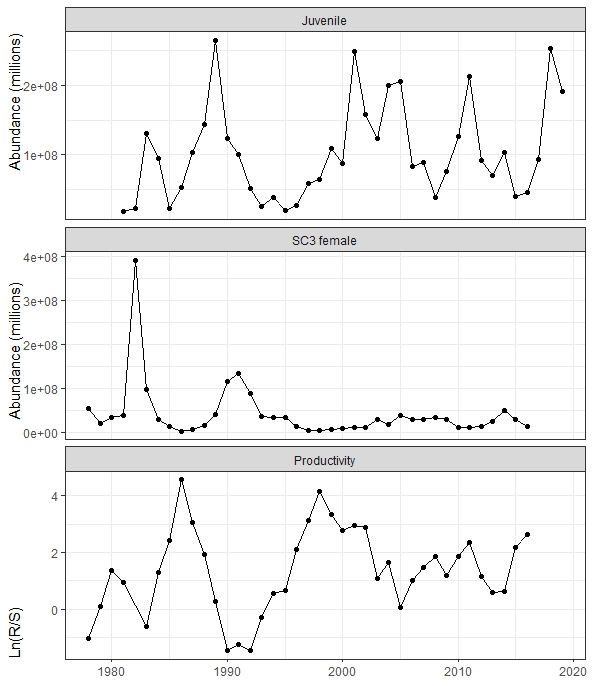 Juvenile
Abundance (millions)
2e+08
1e+08
SC3 female
Abundance (millions)
4e+08
3e+08
2e+08
1e+08
0e+00
Productivity
Ln(R/S)
4
2
0
1980 1990 2000 2010 2020